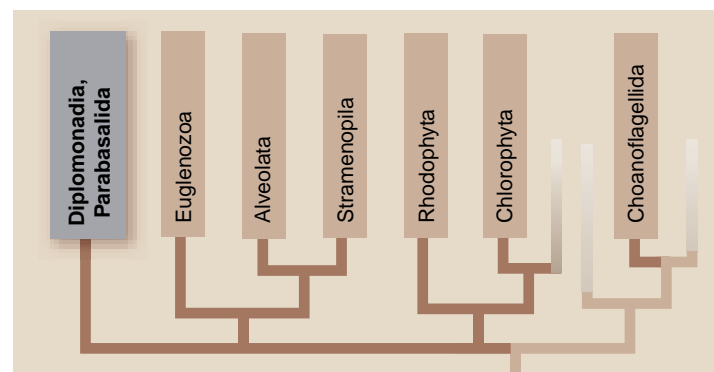 Diplomonadia,
Parabasalida
Euglenozoa
Alveolata
Stramenopila
Rhodophyta
Chlorophyta
Choanoflagellida